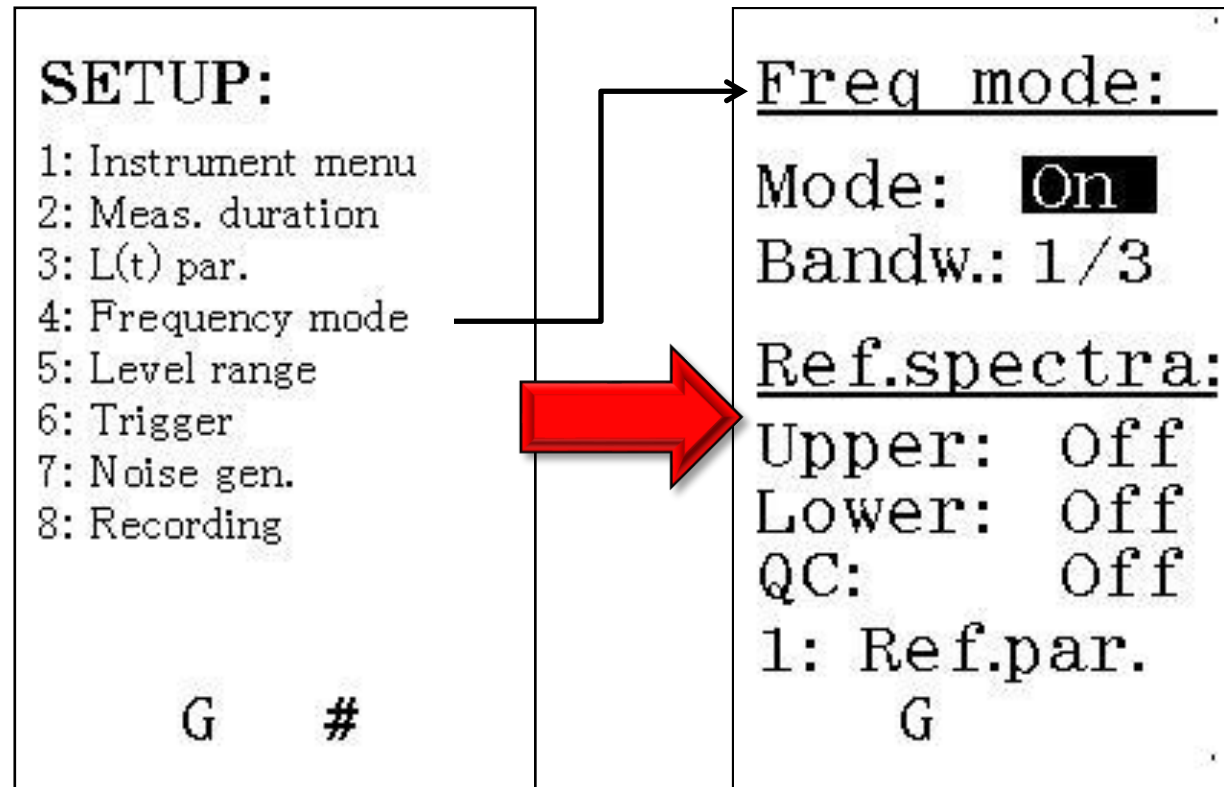 SETUP:
1: Instrument menu
2: Meas. duration
3: L(t) par.
4: Frequency mode
5: Level range
6: Trigger
7: Noise gen.
8: Recording
G #
Freq mode:
Mode: On
Bandw.: 1/3
Ref.spectra:
Upper: Off
Lower: Off
QC: Off
1: Ref.par.
G